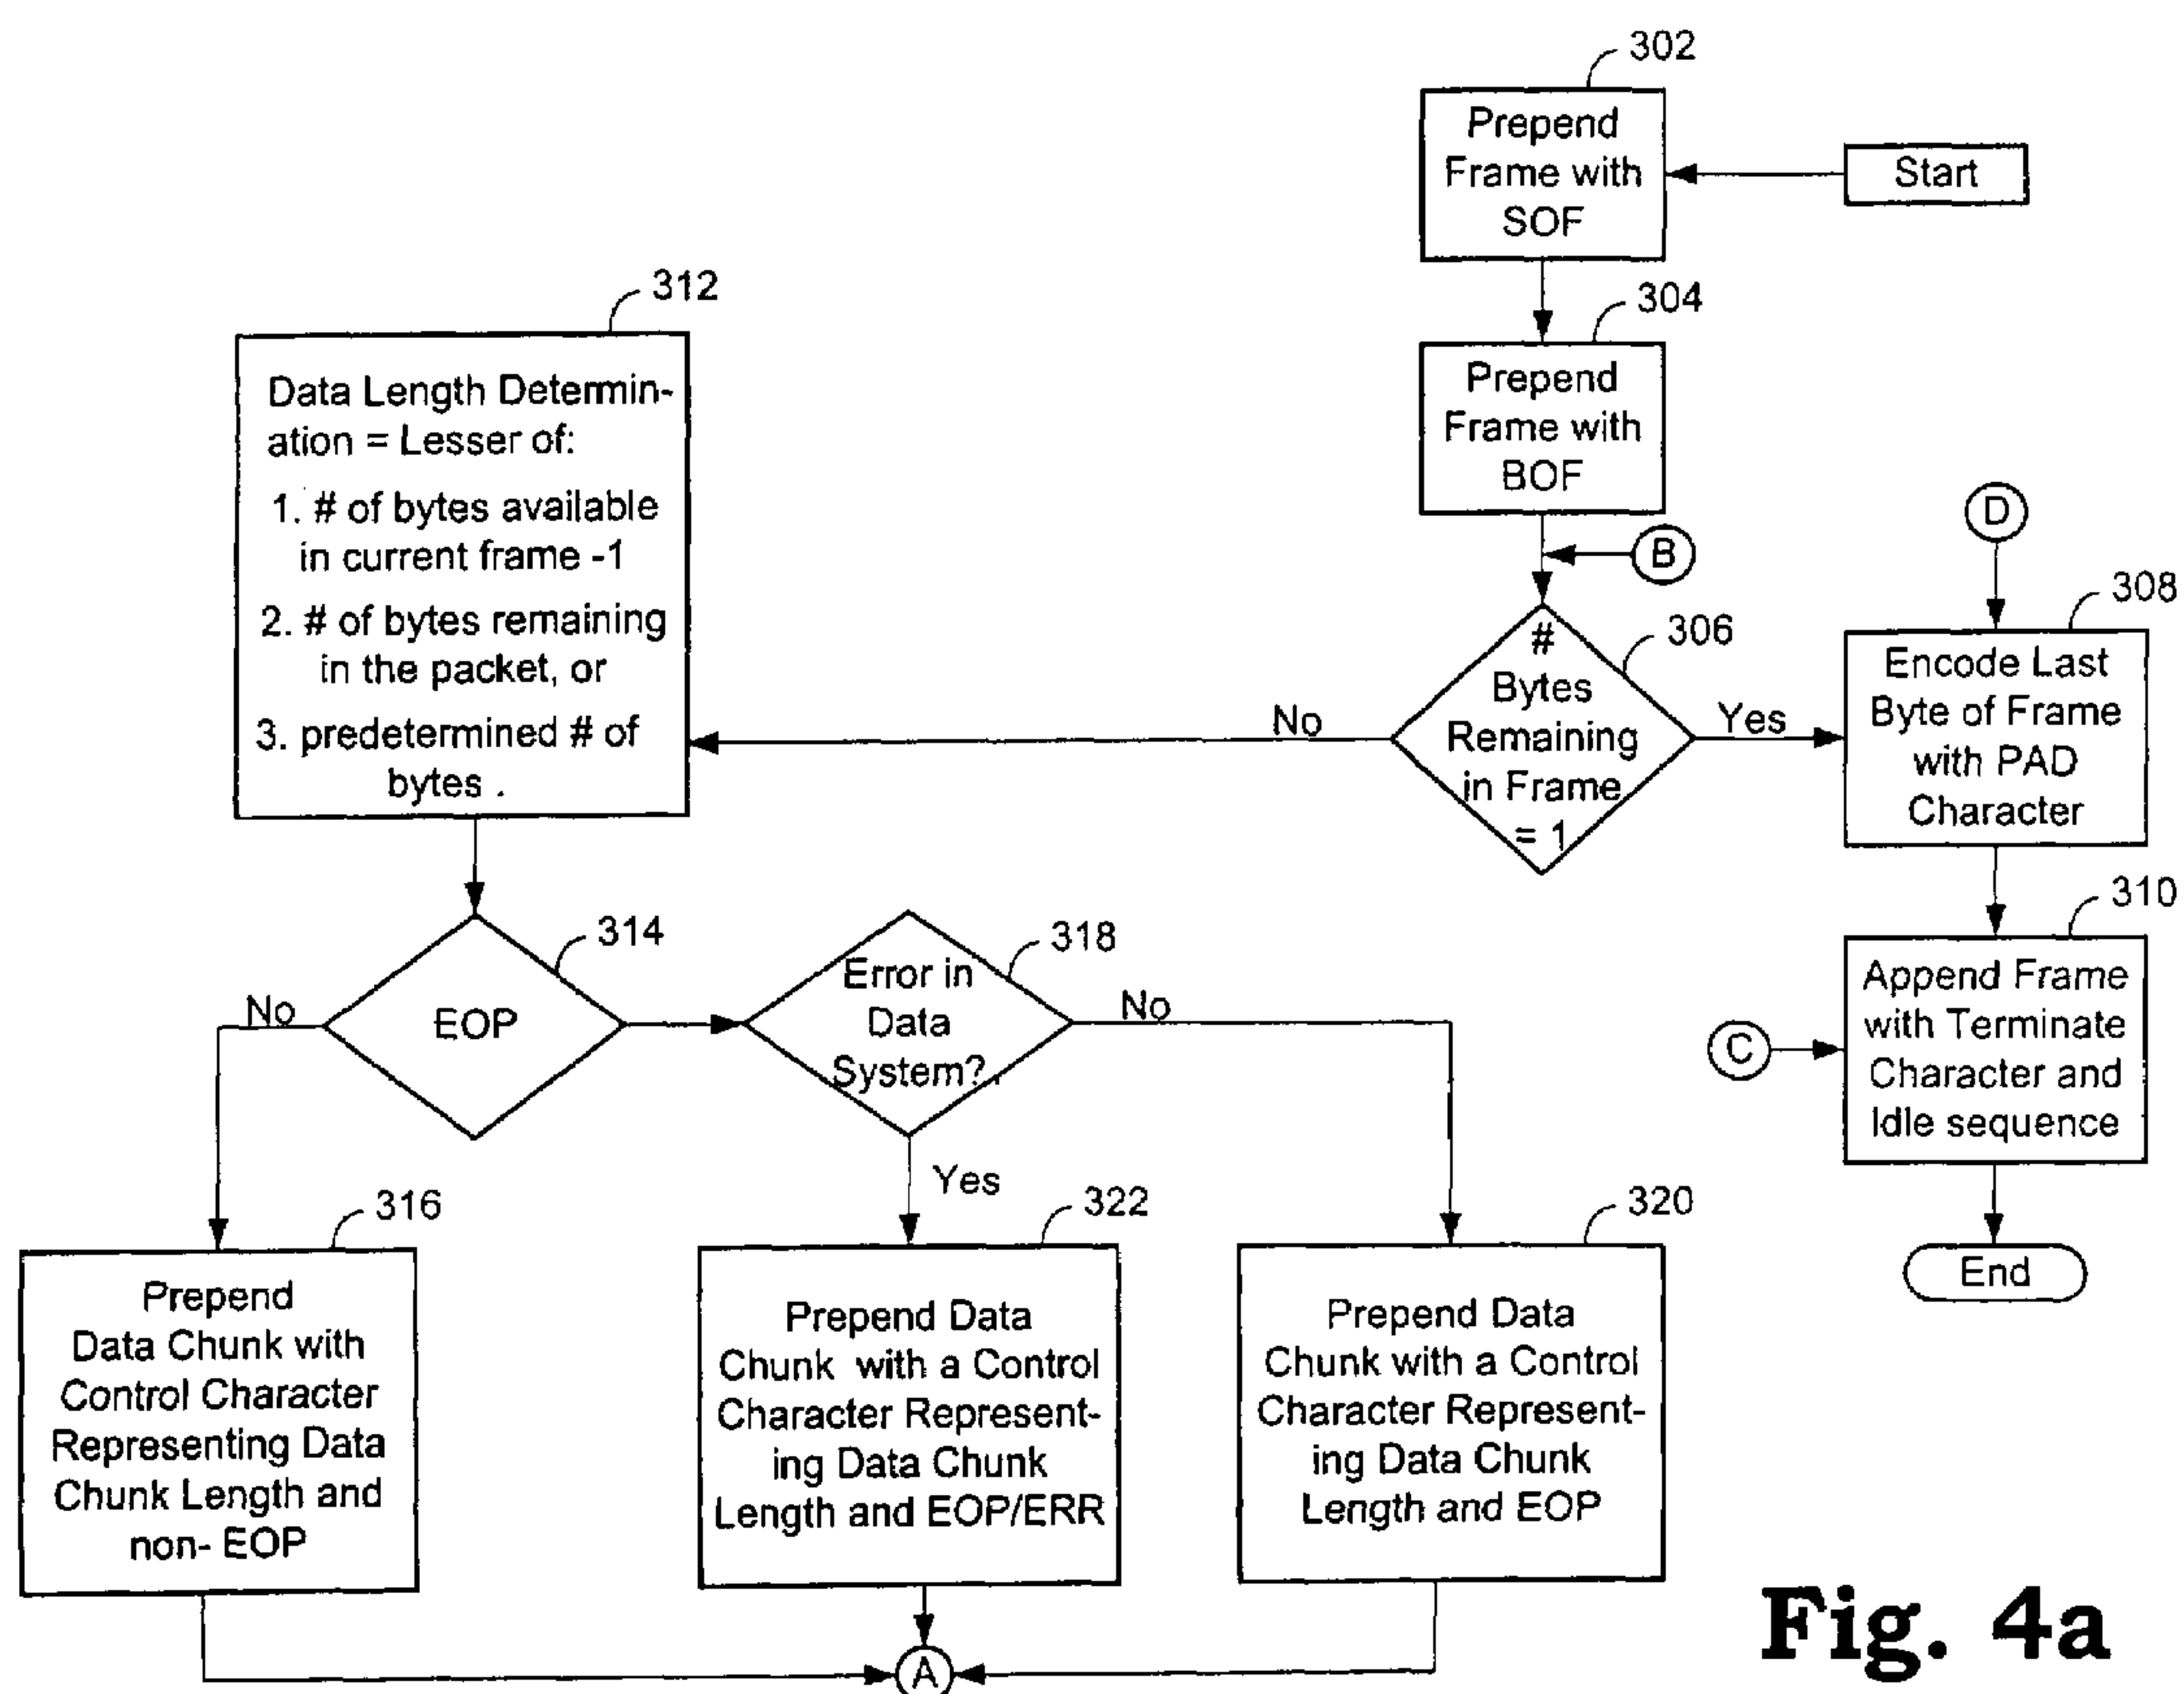 302
Prepend
Frame with
SOF
Start
304
Prepend
Frame with
BOF
B
306
#
Bytes
Remaining
in Frame
= 1
Yes
No
D
308
Encode Last
Byte of Frame
with PAD
Character
310
Append Frame
with Terminate
Character and
Idle sequence
C
End
312
Data Length Determin-
ation = Lesser of:
1. # of bytes available
in current frame -1
2. # of bytes remaining
in the packet, or
3. predetermined # of
bytes .
314
EOP
No
318
Error in
Data
System?
No
Yes
316
Prepend
Data Chunk with
Control Character
Representing Data
Chunk Length and
non- EOP
322
Prepend Data
Chunk with a Control
Character Represent-
ing Data Chunk
Length and EOP/ERR
320
Prepend Data
Chunk with a Control
Character Represent-
ing Data Chunk
Length and EOP
A
Fig. 4a